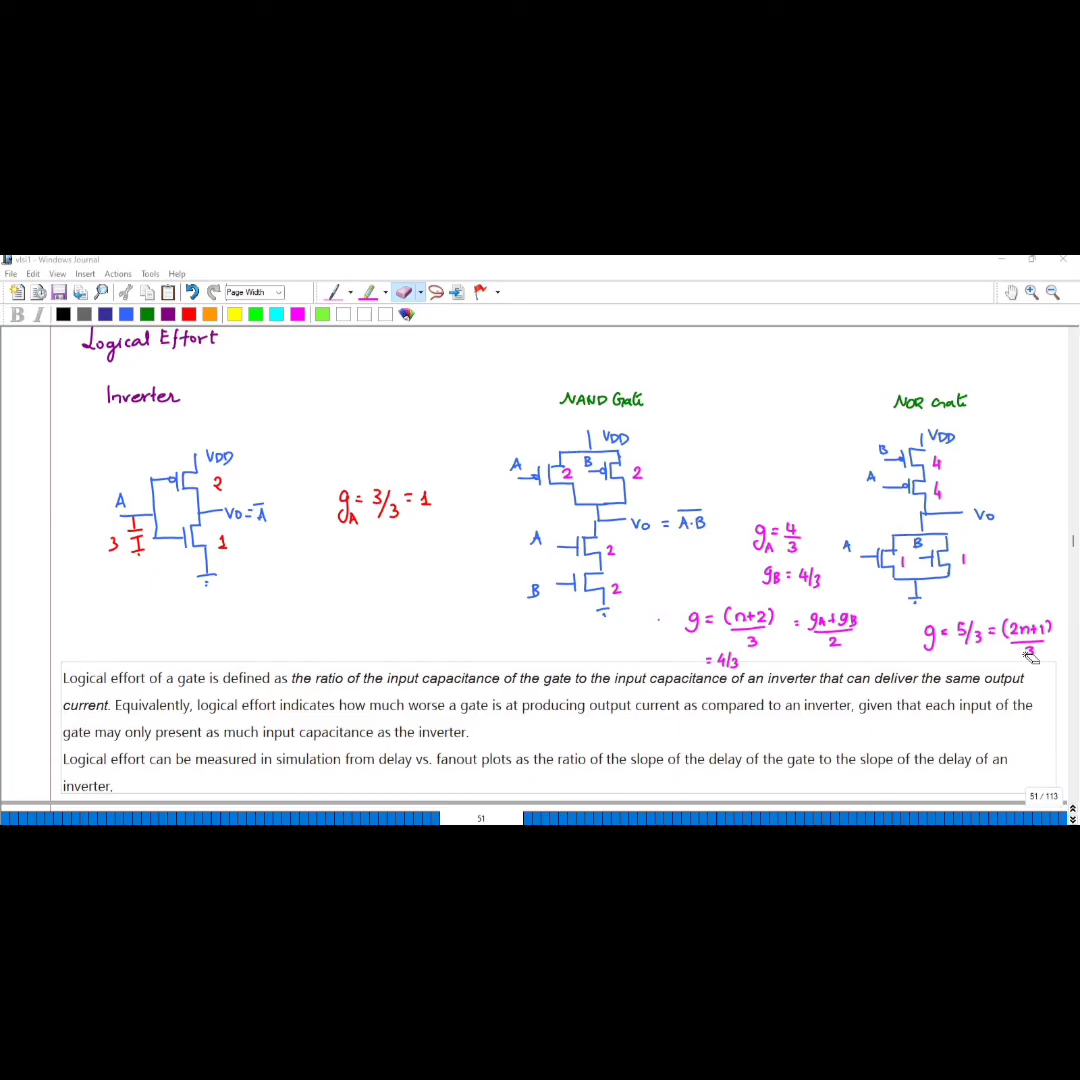 vlsi1 - Windows Journal
File Edit View Insert Actions Tools Help
Page Width
B I
Logical Effort
Inverter
NAND Gate
NOR Gate
VDD
A
2
Vo = A̅
3
1
g_A = 3/3 = 1
VDD
A
2
B
2
Vo = \overline{A·B}
A
2
B
2
g_A = 4/3
g_B = 4/3
g = (n+2)/3 = (g_A+g_B)/2
= 4/3
VDD
B
4
A
4
Vo
A
1
B
1
g = 5/3 = (2n+1)/3
Logical effort of a gate is defined as the ratio of the input capacitance of the gate to the input capacitance of an inverter that can deliver the same output
current. Equivalently, logical effort indicates how much worse a gate is at producing output current as compared to an inverter, given that each input of the
gate may only present as much input capacitance as the inverter.
Logical effort can be measured in simulation from delay vs. fanout plots as the ratio of the slope of the delay of the gate to the slope of the delay of an
inverter.
51 / 113
51